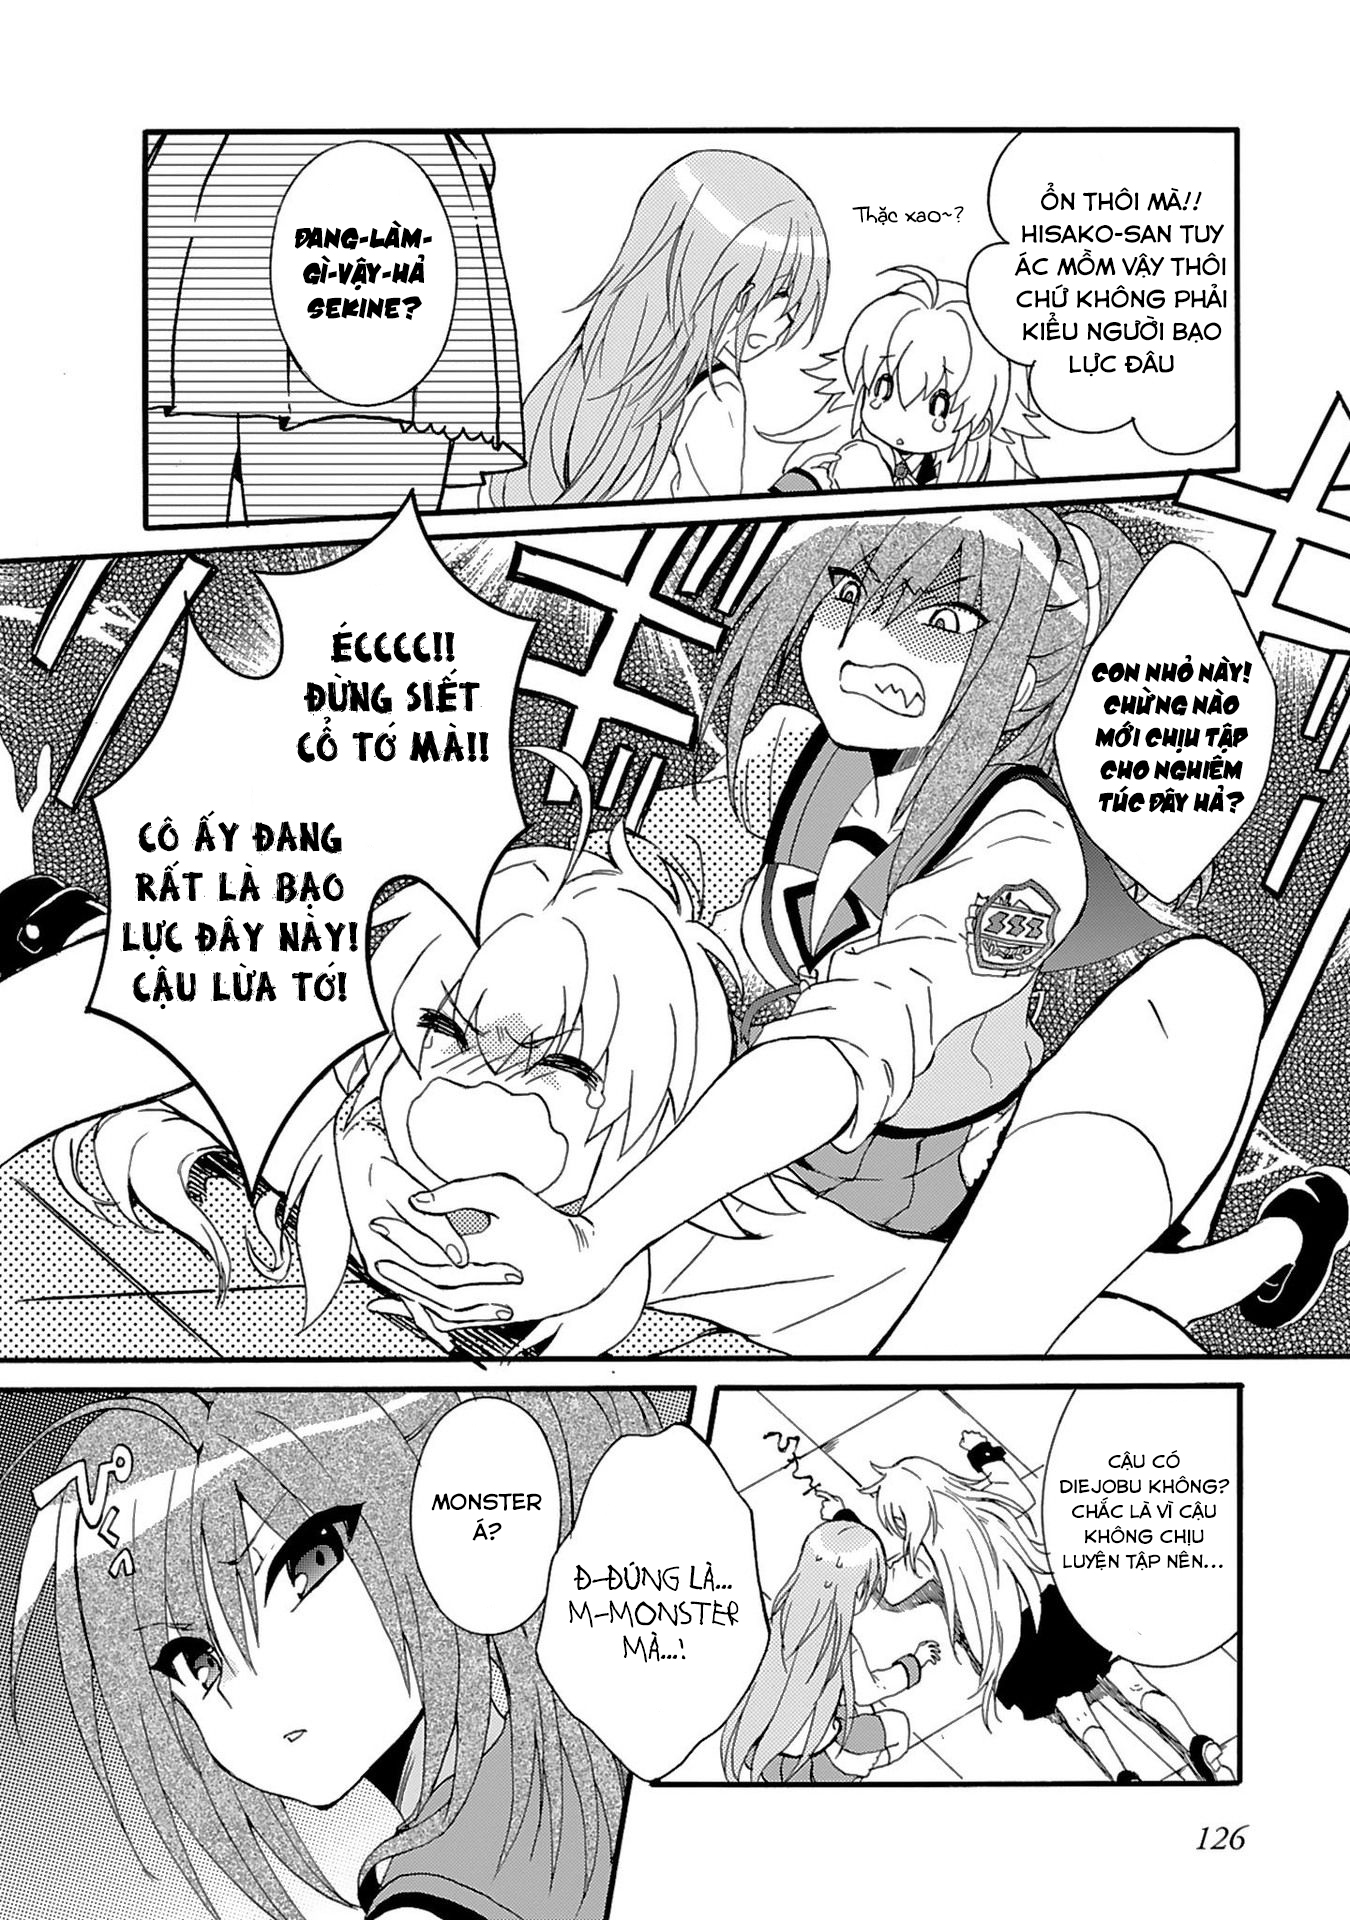 ỔN THÔI MÀ!!
HISAKO-SAN TUY
ÁC MỒM VẬY THÔI
CHỨ KHÔNG PHẢI
KIỂU NGƯỜI BẠO
LỰC ĐÂU
Thặc xao~?
ĐANG-LÀM-
GÌ-VẬY-HẢ
SEKINE?
CON NHỎ NÀY!
CHỪNG NÀO
MỚI CHỊU TẬP
CHO NGHIÊM
TÚC ĐÂY HẢ?
ÉCCCC!!
ĐỪNG SIẾT
CỔ TỚ MÀ!!
CÔ ẤY ĐANG
RẤT LÀ BẠO
LỰC ĐÂY NÀY!
CẬU LỪA TỚ!
SSS
CẬU CÓ
DIEJOBU KHÔNG?
CHẮC LÀ VÌ CẬU
KHÔNG CHỊU
LUYỆN TẬP NÊN...
Đ-ĐÚNG LÀ...
M-MONSTER
MÀ...!
MONSTER
Á?
ぴくっ
126